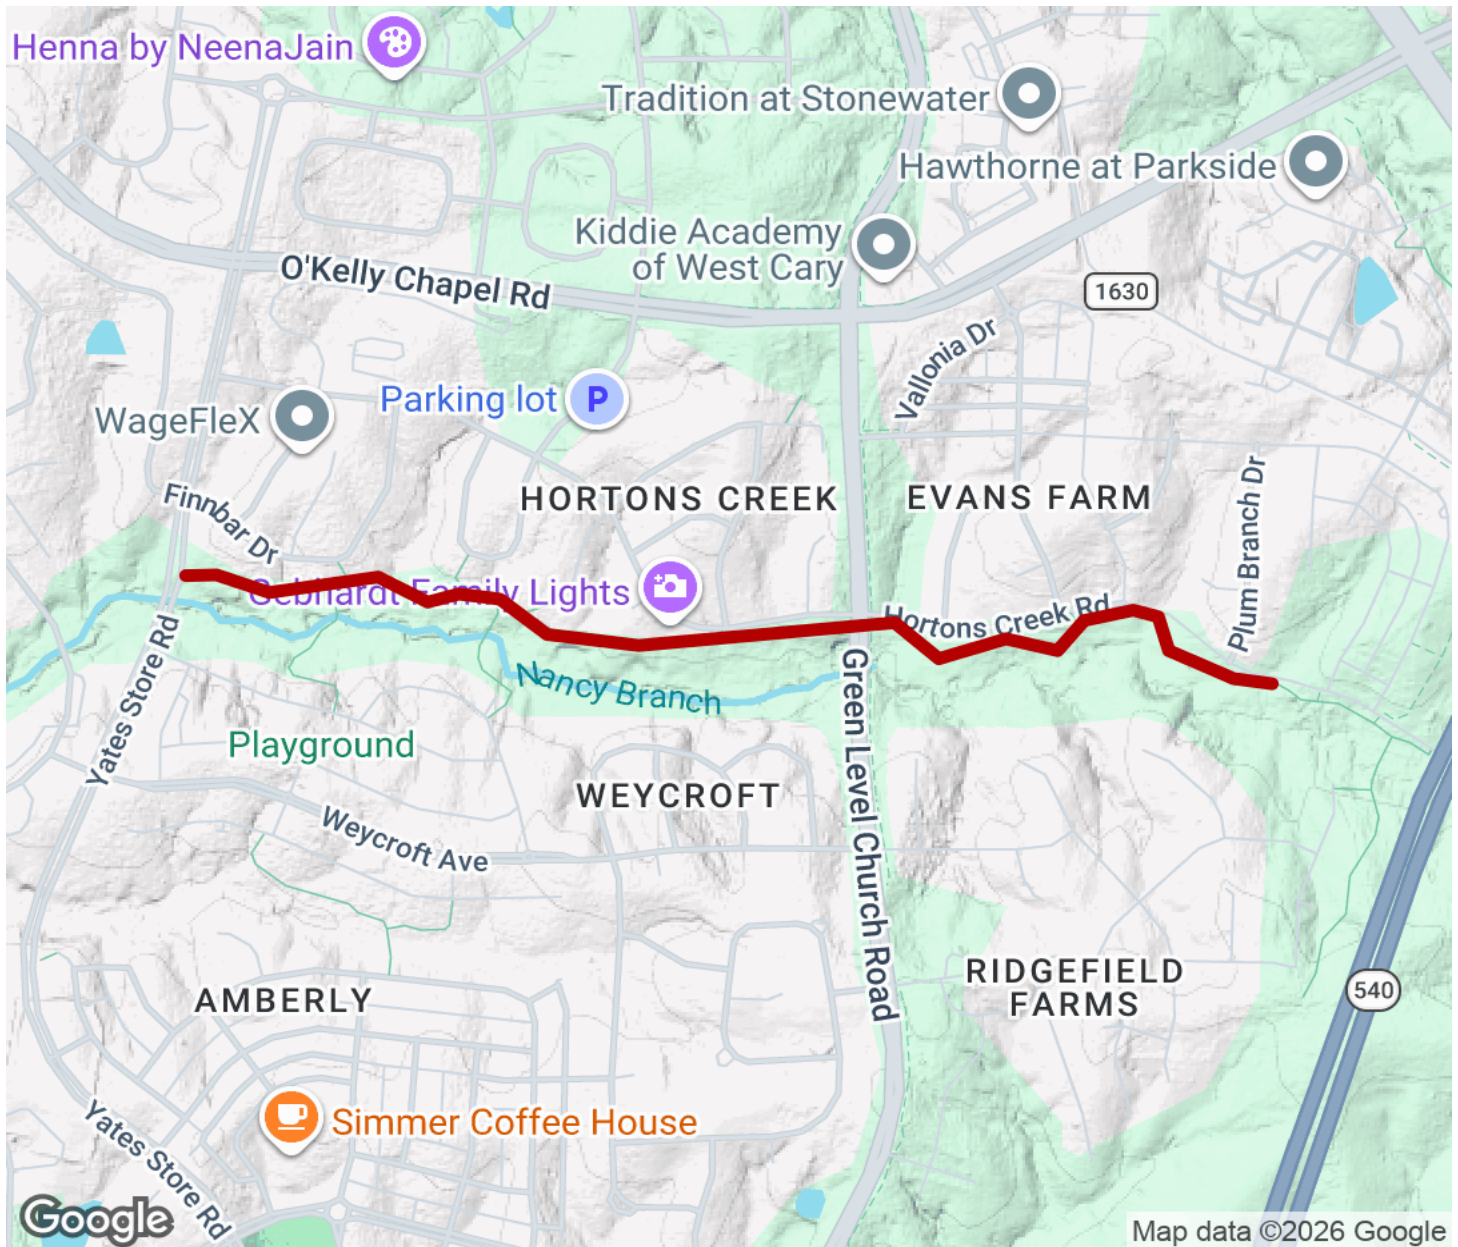 Henna by NeenaJain
Tradition at Stonewater
Hawthorne at Parkside
Kiddie Academy
of West Cary
O'Kelly Chapel Rd
1630
Vallonia Dr
Parking lot
P
WageFleX
Finnbar Dr
HORTONS CREEK
EVANS FARM
Plum Branch Dr
Gebhardt Family Lights
Hortons Creek Rd
Yates Store Rd
Nancy Branch
Green Level Church Road
Playground
WEYCROFT
Weycroft Ave
RIDGEFIELD
FARMS
540
AMBERLY
Simmer Coffee House
Yates Store Rd
Google
Map data ©2026 Google